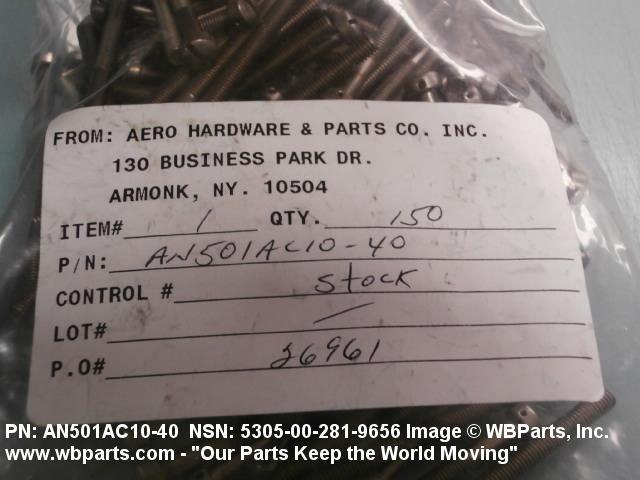 FROM: AERO HARDWARE & PARTS CO. INC.
130 BUSINESS PARK DR.
ARMONK, NY. 10504
ITEM# 1 QTY. 150
P/N: AN501AC10-40
CONTROL # Stock
LOT# /
P.O# 26961
PN: AN501AC10-40 NSN: 5305-00-281-9656 Image © WBParts, Inc.
www.wbparts.com - "Our Parts Keep the World Moving"